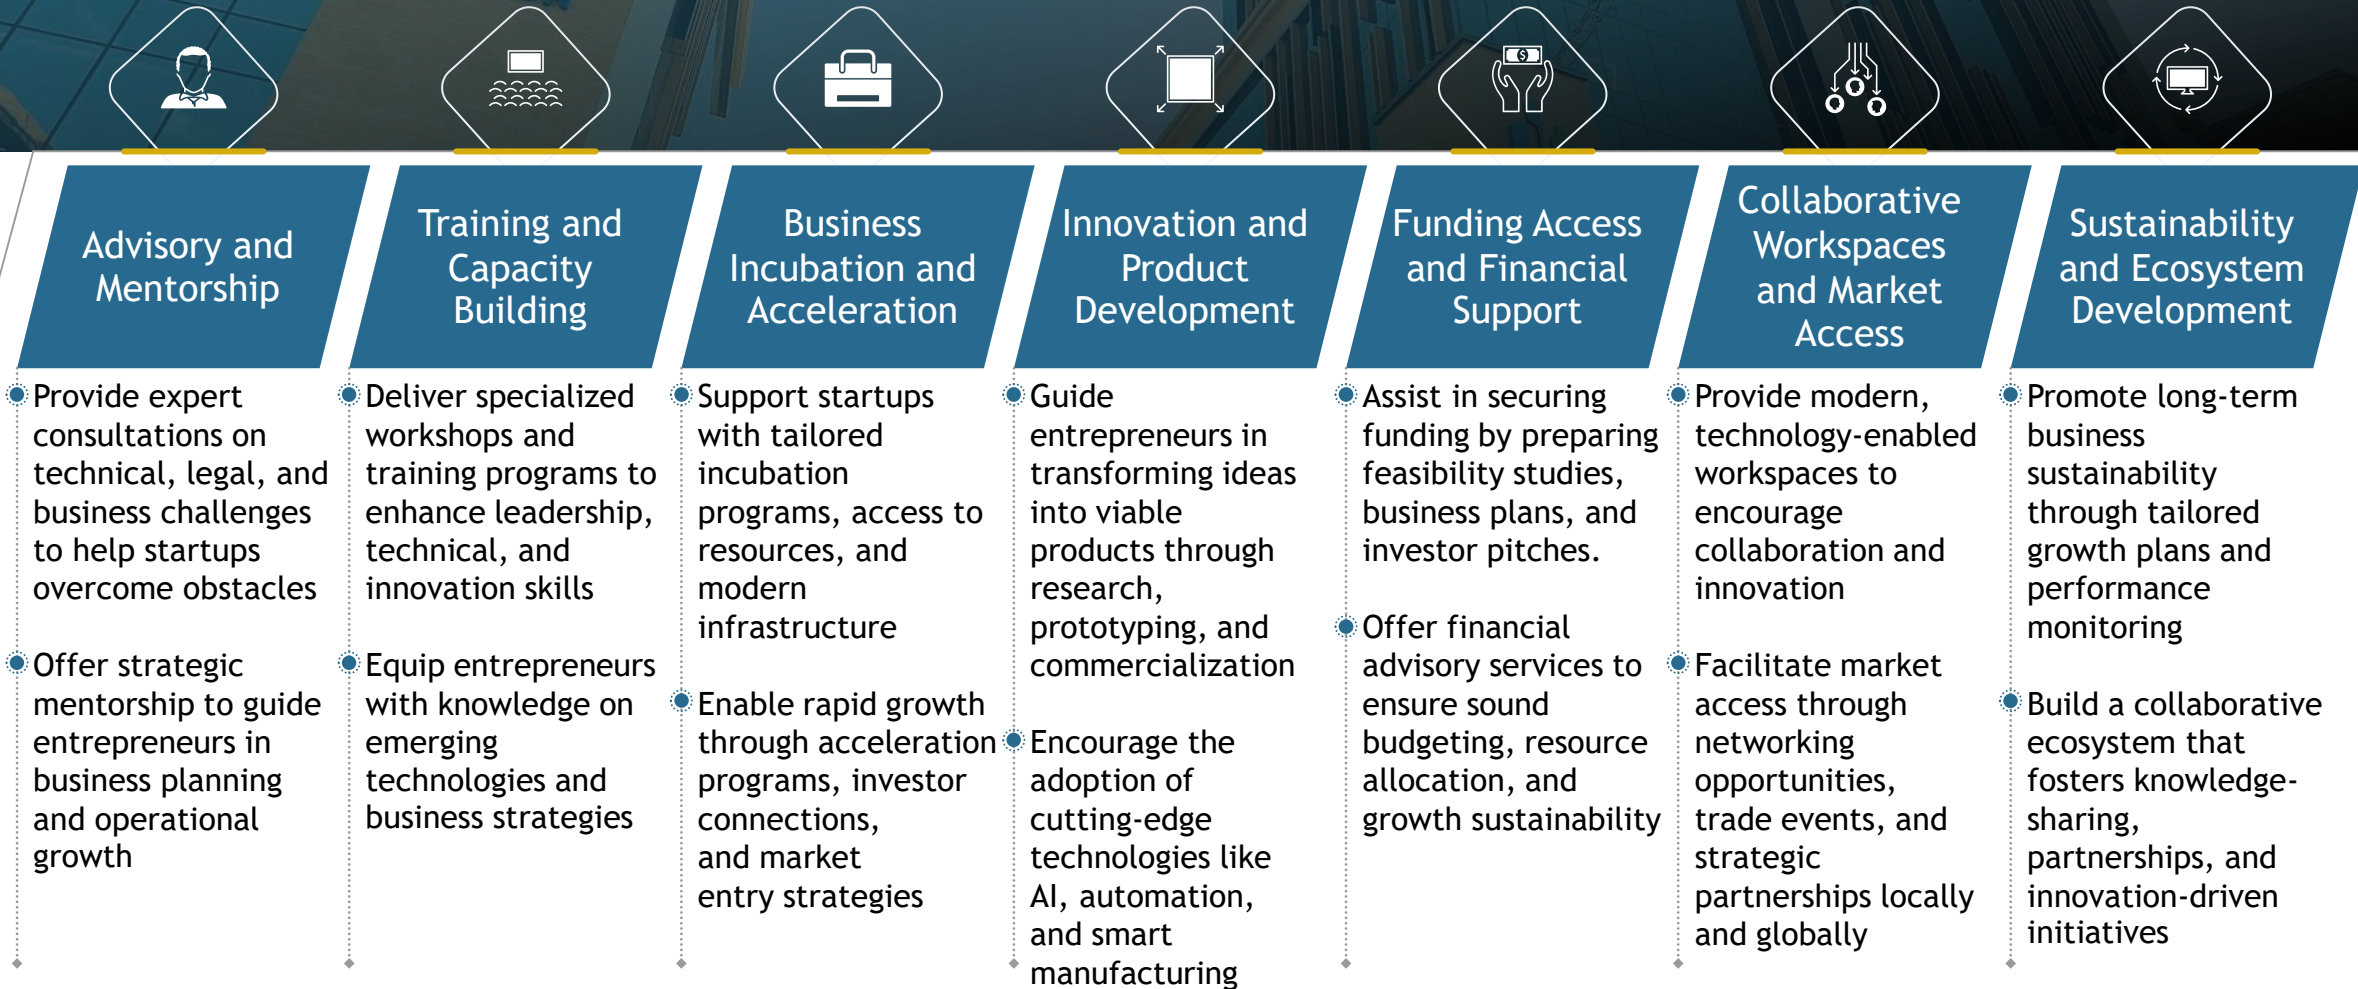 Advisory and
Mentorship
Training and
Capacity
Building
Business
Incubation and
Acceleration
Innovation and
Product
Development
Funding Access
and Financial
Support
Collaborative
Workspaces
and Market
Access
Sustainability
and Ecosystem
Development
Provide expert
consultations on
technical, legal, and
business challenges
to help startups
overcome obstacles
Offer strategic
mentorship to guide
entrepreneurs in
business planning
and operational
growth
Deliver specialized
workshops and
training programs to
enhance leadership,
technical, and
innovation skills
Equip entrepreneurs
with knowledge on
emerging
technologies and
business strategies
Support startups
with tailored
incubation
programs, access to
resources, and
modern
infrastructure
Enable rapid growth
through acceleration
programs, investor
connections,
and market
entry strategies
Guide
entrepreneurs in
transforming ideas
into viable
products through
research,
prototyping, and
commercialization
Encourage the
adoption of
cutting-edge
technologies like
AI, automation,
and smart
manufacturing
Assist in securing
funding by preparing
feasibility studies,
business plans, and
investor pitches.
Offer financial
advisory services to
ensure sound
budgeting, resource
allocation, and
growth sustainability
Provide modern,
technology-enabled
workspaces to
encourage
collaboration and
innovation
Facilitate market
access through
networking
opportunities,
trade events, and
strategic
partnerships locally
and globally
Promote long-term
business
sustainability
through tailored
growth plans and
performance
monitoring
Build a collaborative
ecosystem that
fosters knowledge-
sharing,
partnerships, and
innovation-driven
initiatives